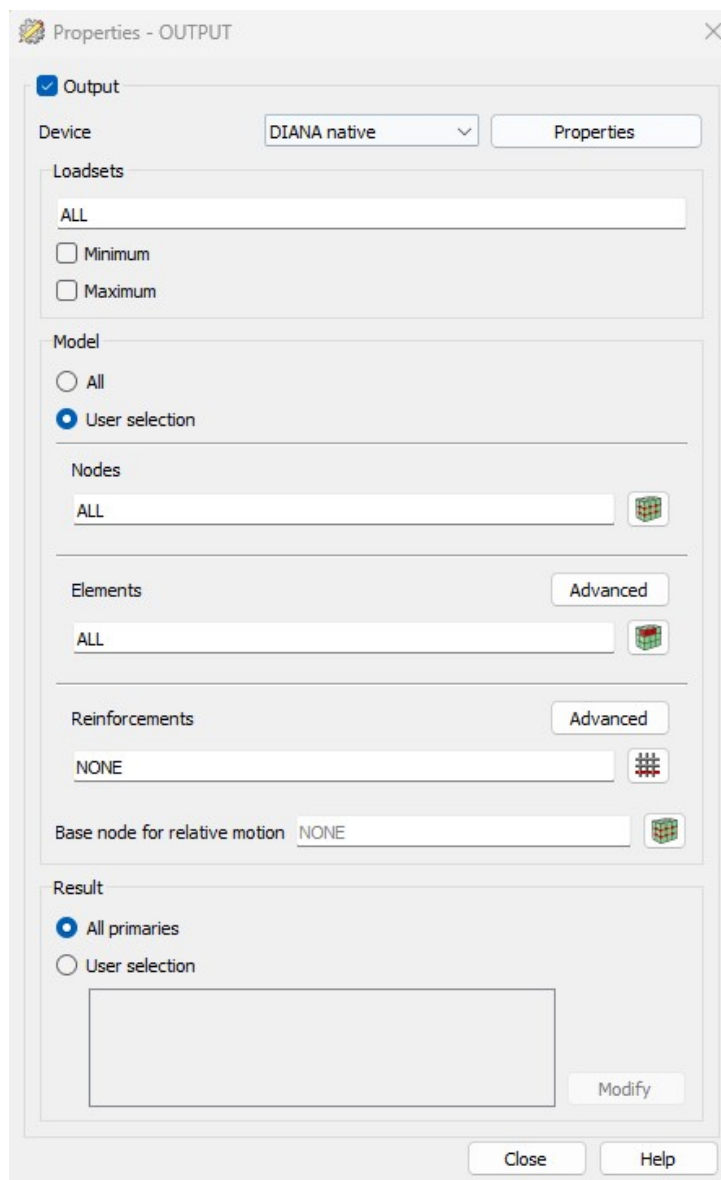 Properties - OUTPUT
Output
Device DIANA native Properties
Loadsets
ALL
Minimum
Maximum
Model
All
User selection
Nodes
ALL
Elements Advanced
ALL
Reinforcements Advanced
NONE
Base node for relative motion NONE
Result
All primaries
User selection
Modify
Close Help